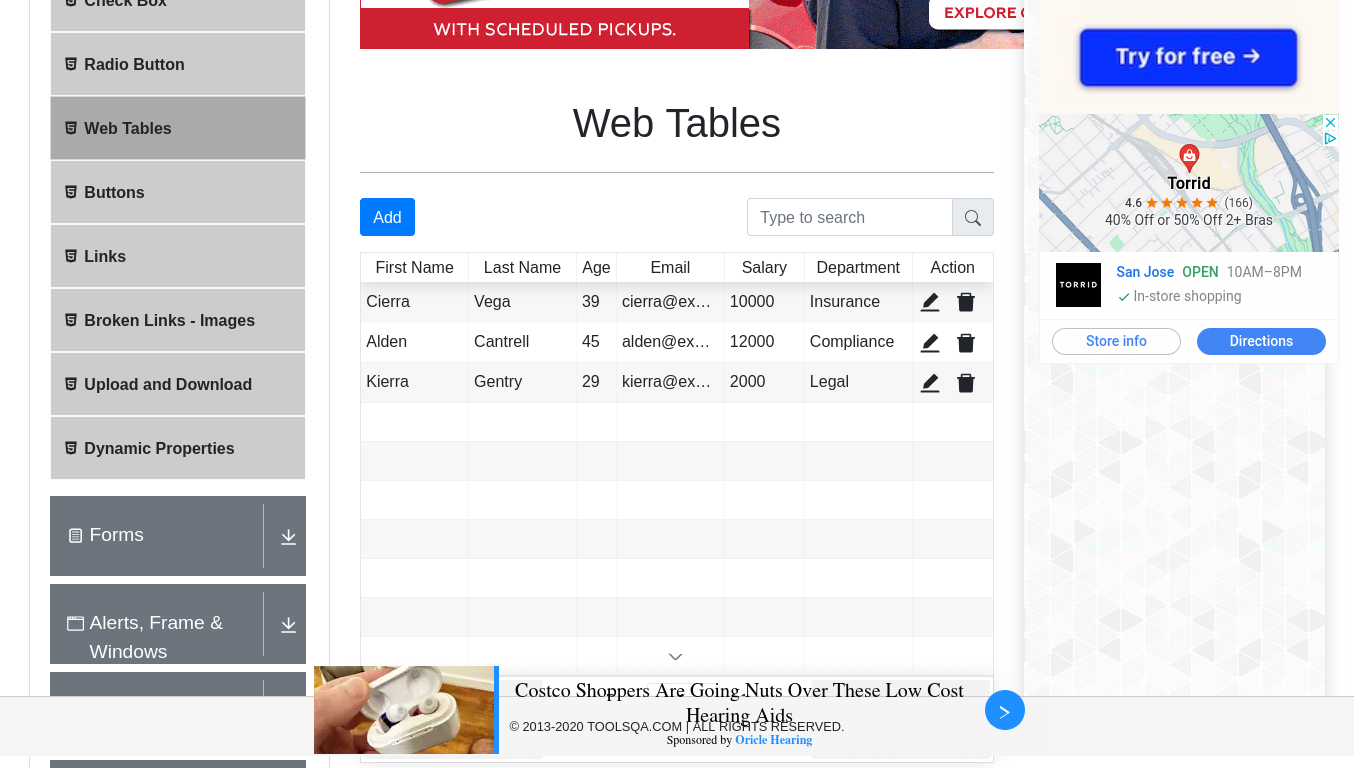 Check Box
Radio Button
Web Tables
Buttons
Links
Broken Links - Images
Upload and Download
Dynamic Properties
Forms
Alerts, Frame &
Windows
WITH SCHEDULED PICKUPS.
EXPLORE
Web Tables
Add
Type to search
First Name Last Name Age Email Salary Department Action
Cierra Vega 39 cierra@ex… 10000 Insurance
Alden Cantrell 45 alden@ex… 12000 Compliance
Kierra Gentry 29 kierra@ex… 2000 Legal
Try for free →
Torrid
4.6 (166)
40% Off or 50% Off 2+ Bras
TORRID
San Jose OPEN 10AM–8PM
In-store shopping
Store info
Directions
Costco Shoppers Are Going Nuts Over These Low Cost
Hearing Aids
© 2013-2020 TOOLSQA.COM | ALL RIGHTS RESERVED.
Sponsored by Oricle Hearing